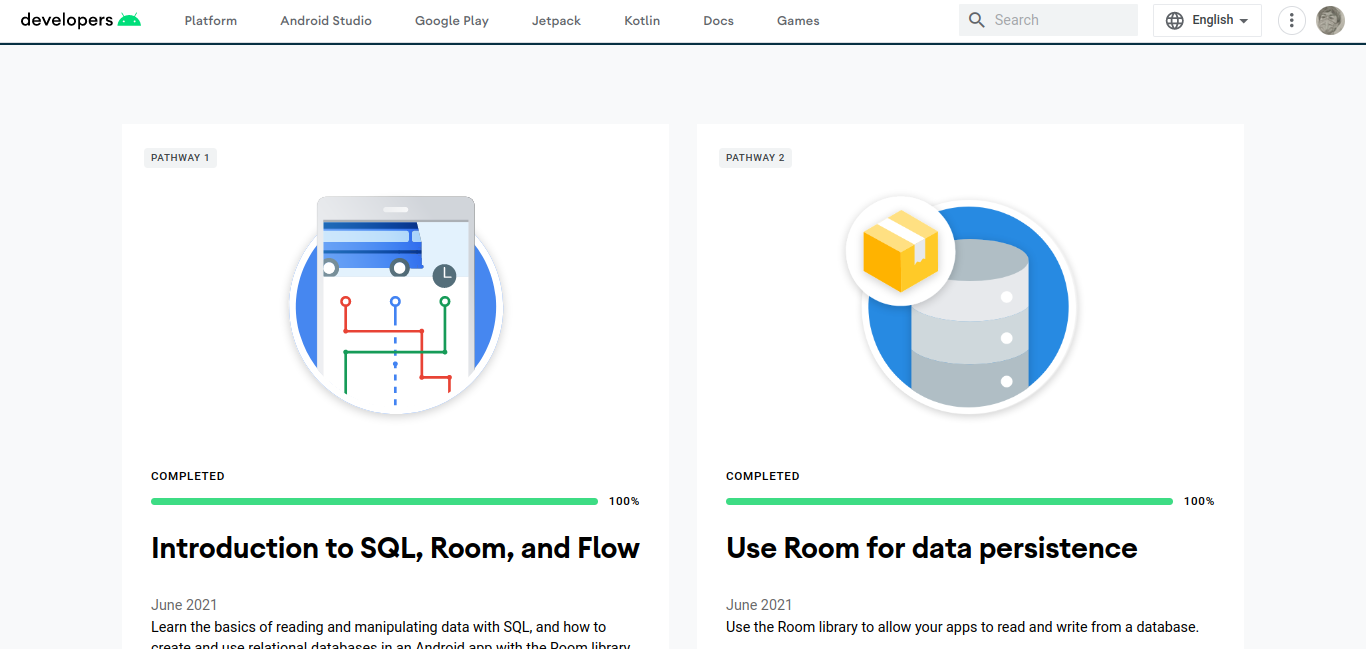 developers Platform Android Studio Google Play Jetpack Kotlin Docs Games Search English
PATHWAY 1
COMPLETED
100%
Introduction to SQL, Room, and Flow
June 2021
Learn the basics of reading and manipulating data with SQL, and how to
create and use relational databases in an Android app with the Room library
PATHWAY 2
COMPLETED
100%
Use Room for data persistence
June 2021
Use the Room library to allow your apps to read and write from a database.